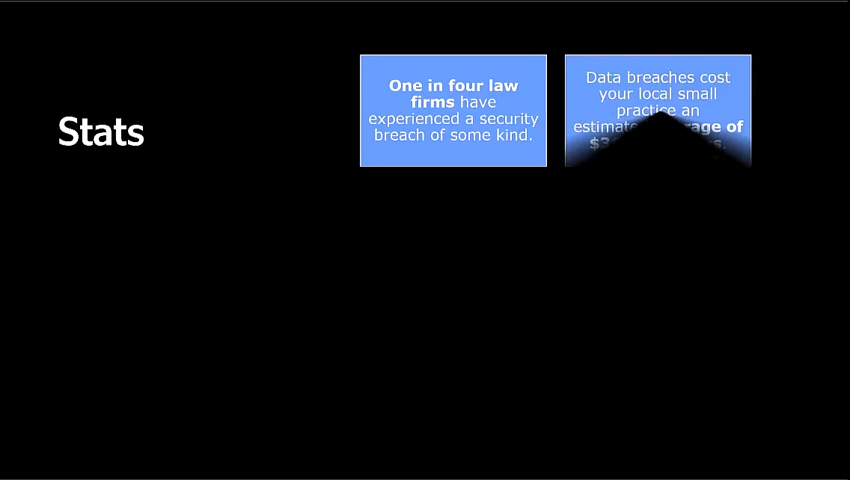 Stats
One in four law
firms have
experienced a security
breach of some kind.
Data breaches cost
your local small
practice an
of